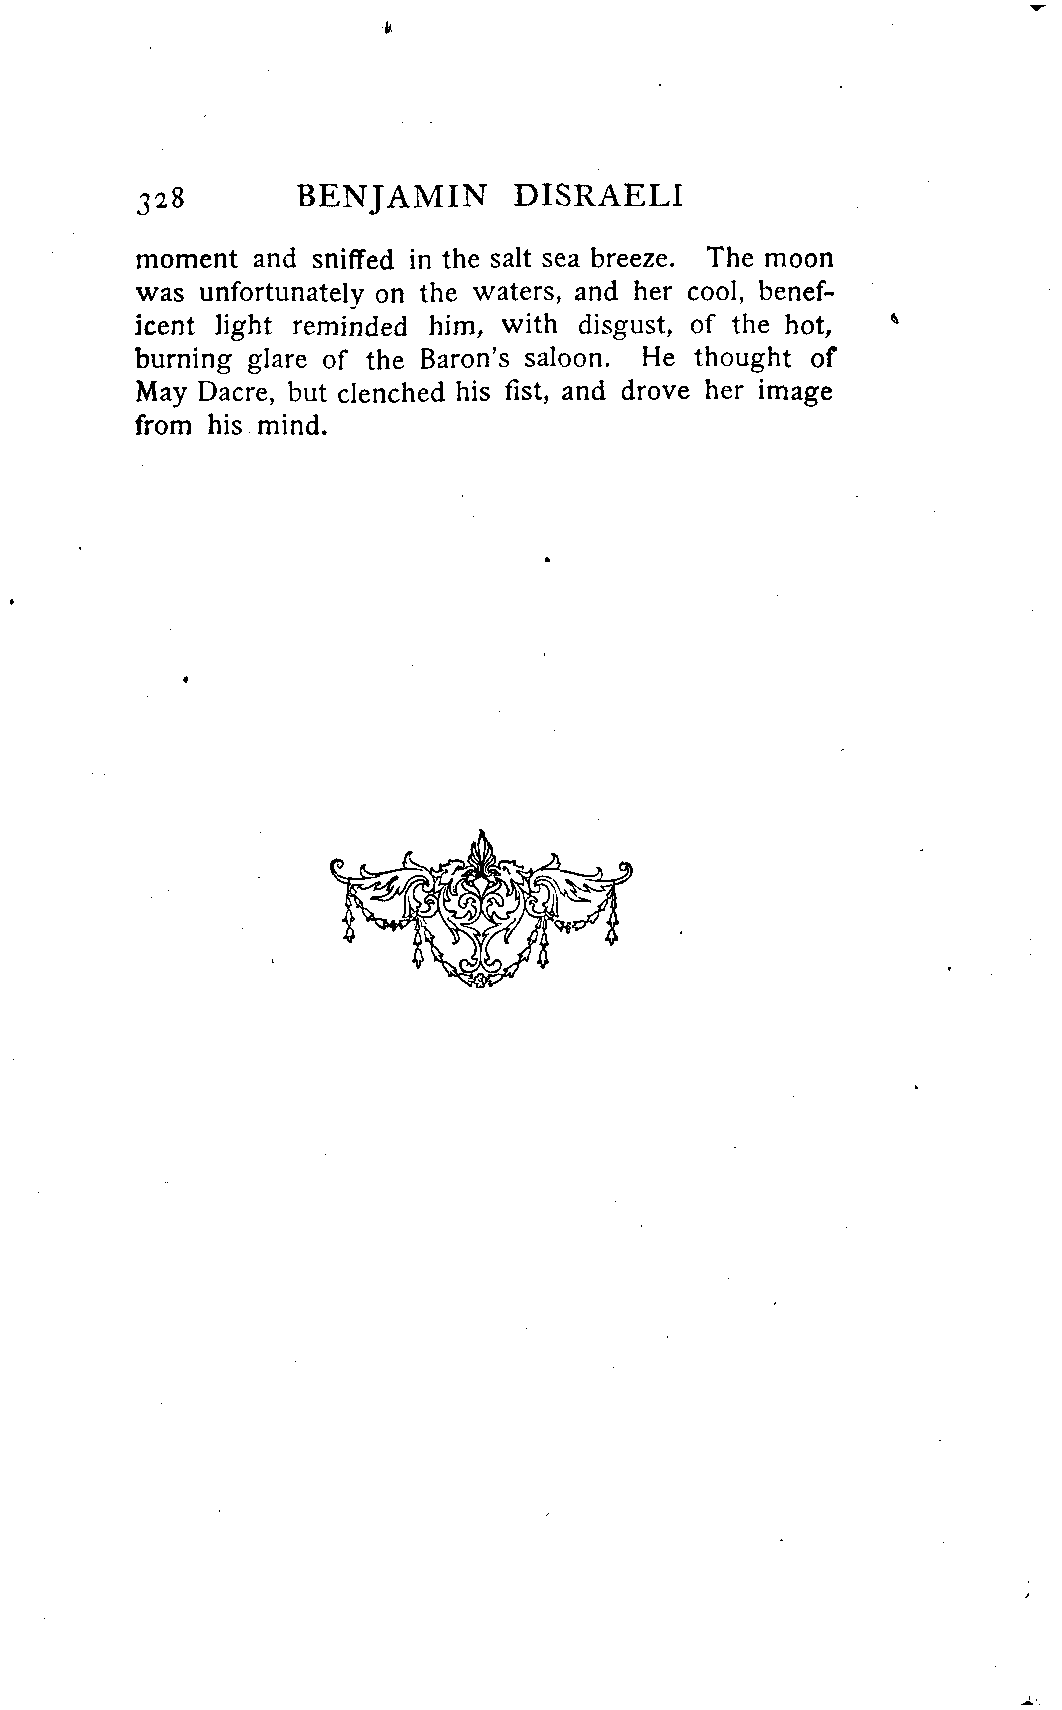 328 BENJAMIN DISRAELI
moment and sniffed in the salt sea breeze. The moon
was unfortunately on the waters, and her cool, benef-
icent light reminded him, with disgust, of the hot,
burning glare of the Baron's saloon. He thought of
May Dacre, but clenched his fist, and drove her image
from his mind.